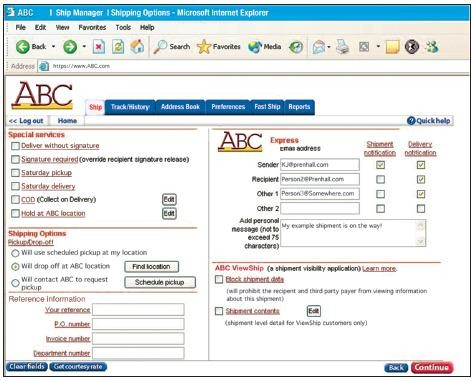 ABC | Ship Manager | Shipping Options - Microsoft Internet Explorer
File Edit View Favorites Tools Help
Back Search Favorites Media
Address https://www.ABC.com
ABC
Ship Track/History Address Book Preferences Fast Ship Reports
<< Log out Home Quick help
Special services
Deliver without signature
Signature required (override recipient signature release)
Saturday pickup
Saturday delivery
COD (Collect on Delivery) Edit
Hold at ABC location Edit
Shipping Options
Pickup/Drop-off
Will use scheduled pickup at my location
Will drop off at ABC location Find location
Will contact ABC to request pickup Schedule pickup
Reference information
Your reference
P.O. number
Invoice number
Department number
Clear fields Get courtesy rate
ABC Express
Email address Shipment notification Delivery notification
Sender KJ@prenhall.com
Recipient Person2@Prenhall.com
Other 1 Person3@Somewhere.com
Other 2
Add personal
message (not to
exceed 75
characters)
My example shipment is on the way!
ABC ViewShip (a shipment visibility application) Learn more.
Block shipment data
(will prohibit the recipent and third party payer from viewing information
about this shipment)
Shipment contents Edit
(shipment level detail for ViewShip customers only)
Back Continue